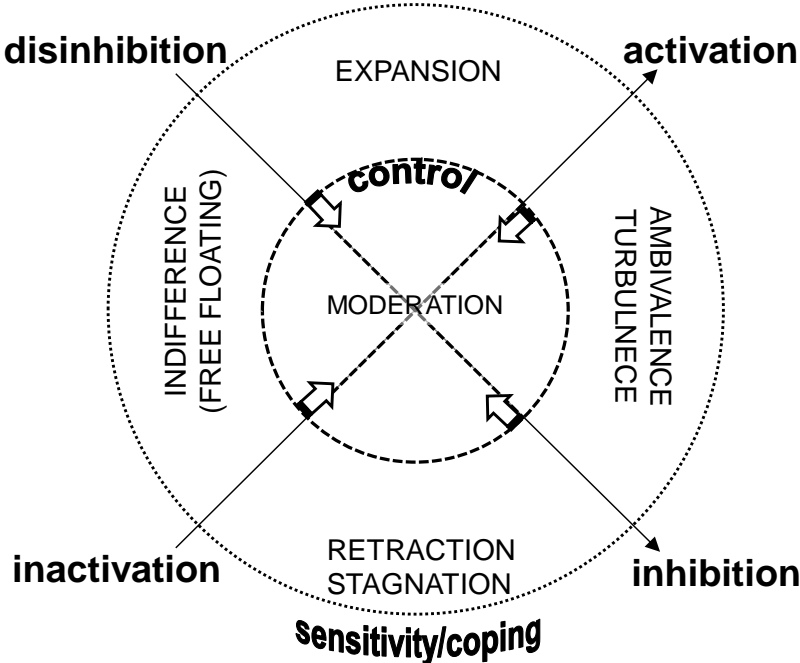 disinhibition
activation
EXPANSION
control
INDIFFERENCE
(FREE FLOATING)
AMBIVALENCE
TURBULNECE
MODERATION
RETRACTION
STAGNATION
inactivation
inhibition
sensitivity/coping